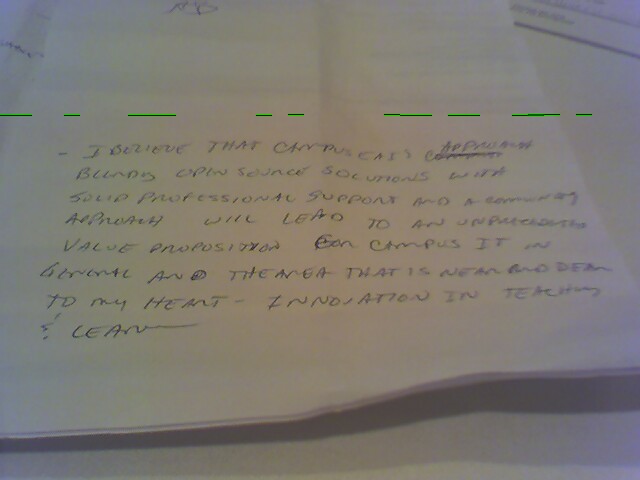 - I BELIEVE THAT CAMPUS EAI'S APPROACH
BLENDING OPEN SOURCE SOLUTIONS WITH
SOLID PROFESSIONAL SUPPORT AND A COMMUNITY
APPROACH WILL LEAD TO AN UNPRECEDENTED
VALUE PROPOSITION FOR CAMPUS IT IN
GENERAL AND THE AREA THAT IS NEAR AND DEAR
TO MY HEART - INNOVATION IN TEACHING
& LEARN